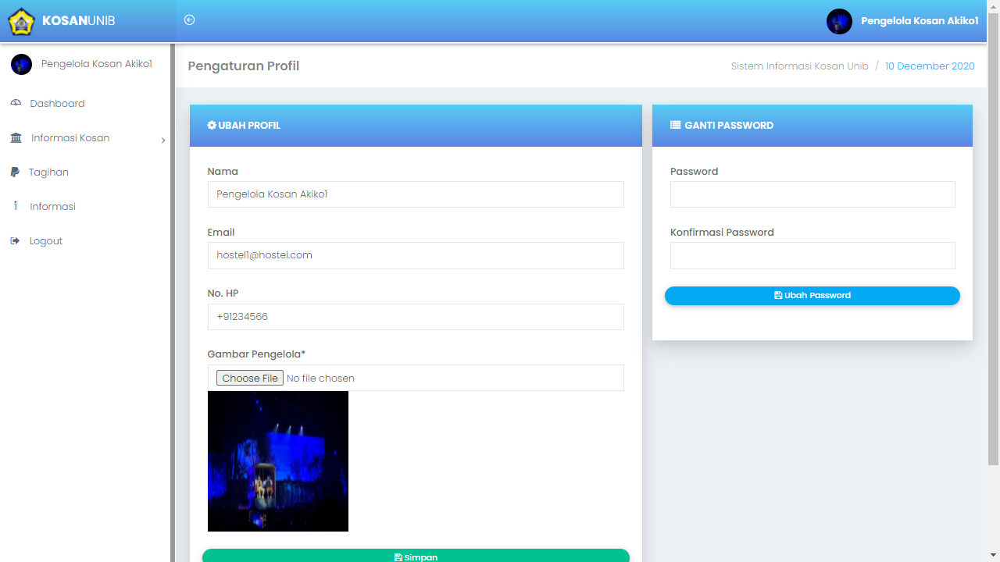 KOSANUNIB
Pengelola Kosan Akiko1
Pengelola Kosan Akiko1
Dashboard
Informasi Kosan
Tagihan
Informasi
Logout
Pengaturan Profil
Sistem Informasi Kosan Unib / 10 December 2020
UBAH PROFIL
Nama
Pengelola Kosan Akiko1
Email
hostel1@hostel.com
No. HP
+91234566
Gambar Pengelola*
Choose File No file chosen
Simpan
GANTI PASSWORD
Password
Konfirmasi Password
Ubah Password